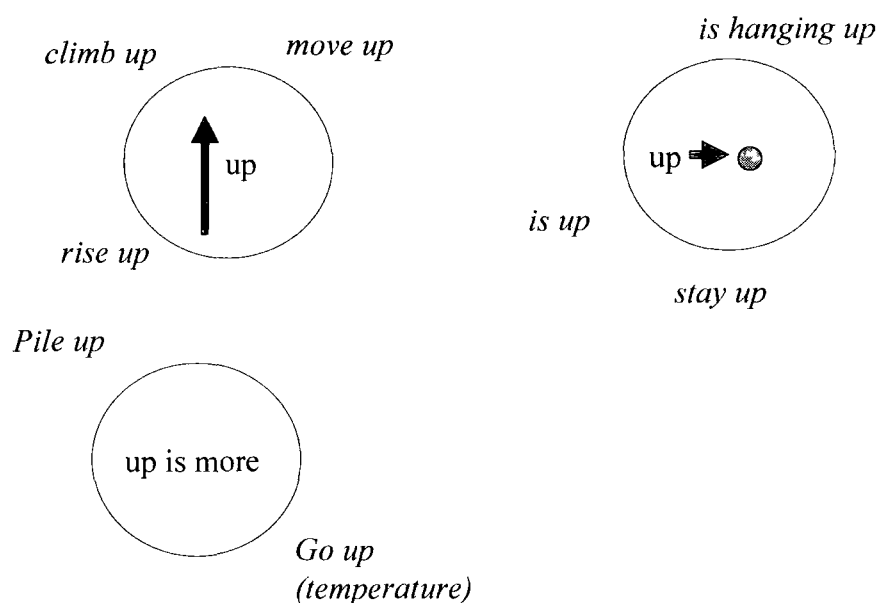 climb up
move up
up
rise up
is hanging up
up
is up
stay up
Pile up
up is more
Go up
(temperature)